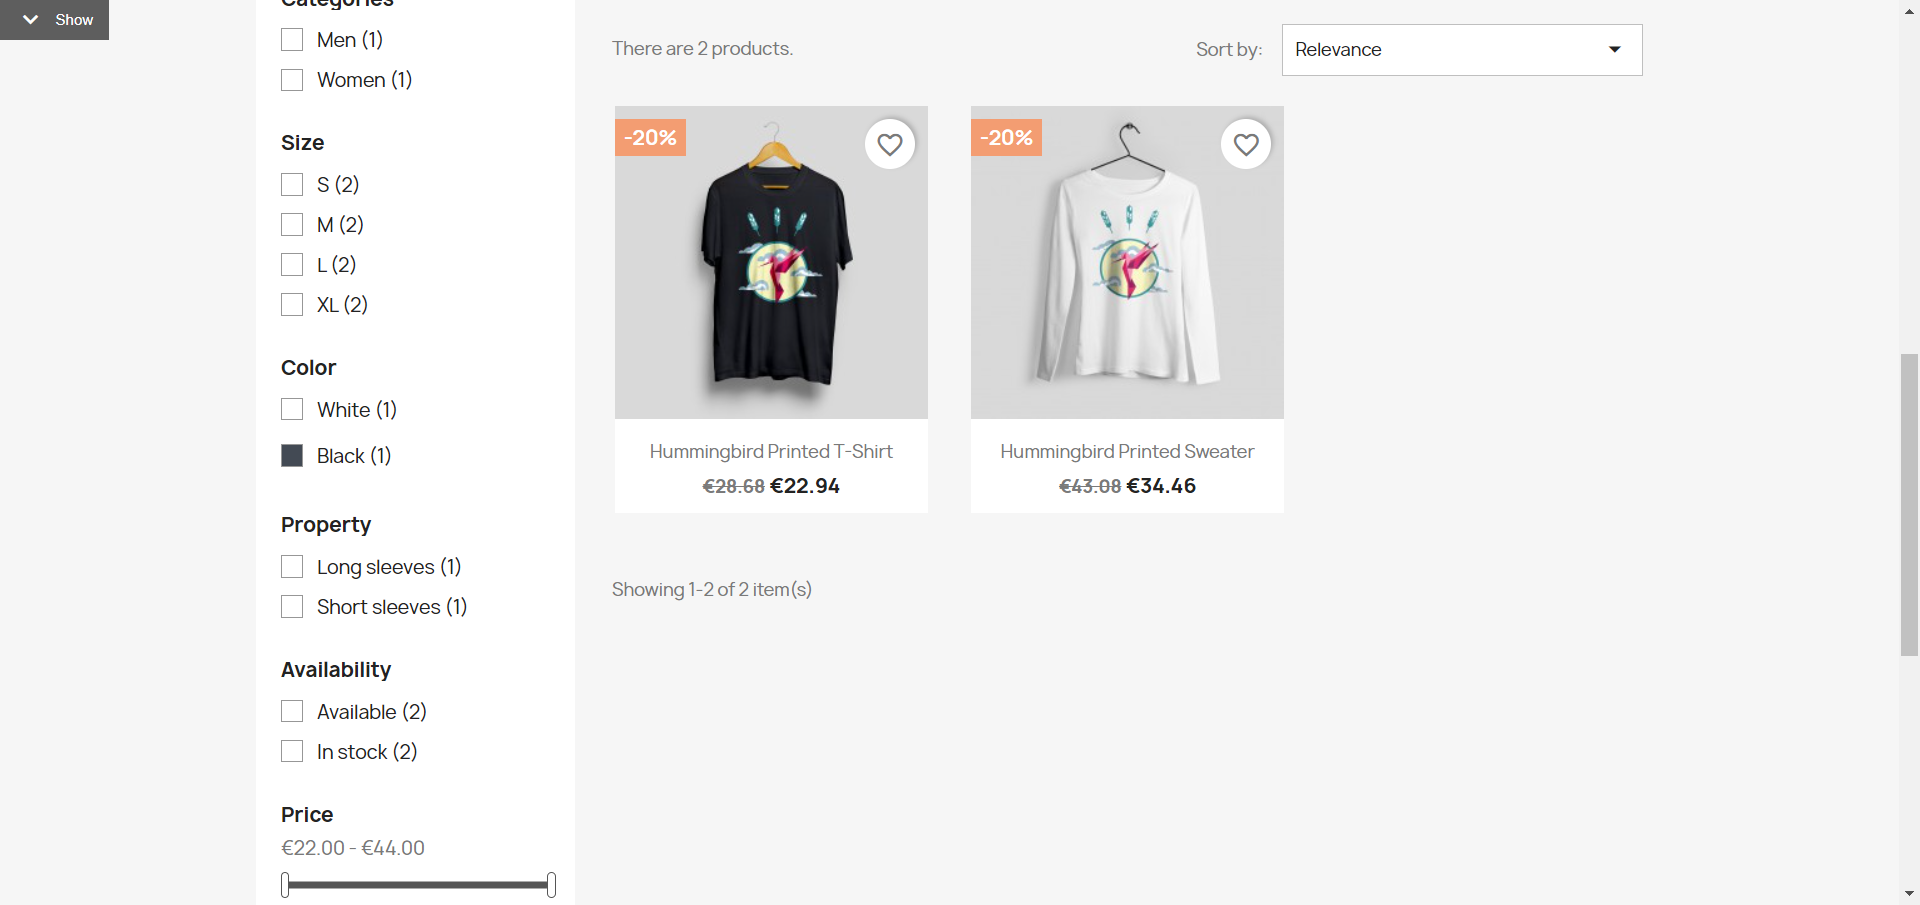 Show
Categories
Men (1)
Women (1)
Size
S (2)
M (2)
L (2)
XL (2)
Color
White (1)
Black (1)
Property
Long sleeves (1)
Short sleeves (1)
Availability
Available (2)
In stock (2)
Price
€22.00 - €44.00
There are 2 products.
Sort by:
Relevance
-20%
Hummingbird Printed T-Shirt
€28.68 €22.94
-20%
Hummingbird Printed Sweater
€43.08 €34.46
Showing 1-2 of 2 item(s)